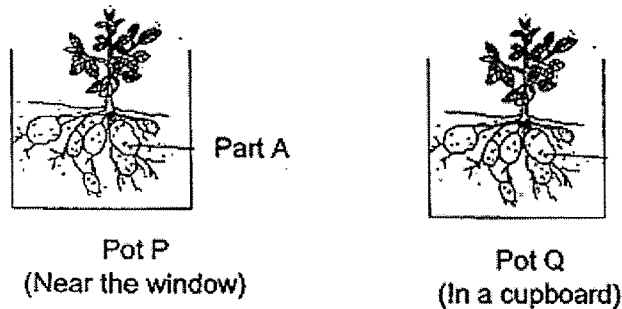 Part A
Pot P
(Near the window)
Pot Q
(In a cupboard)